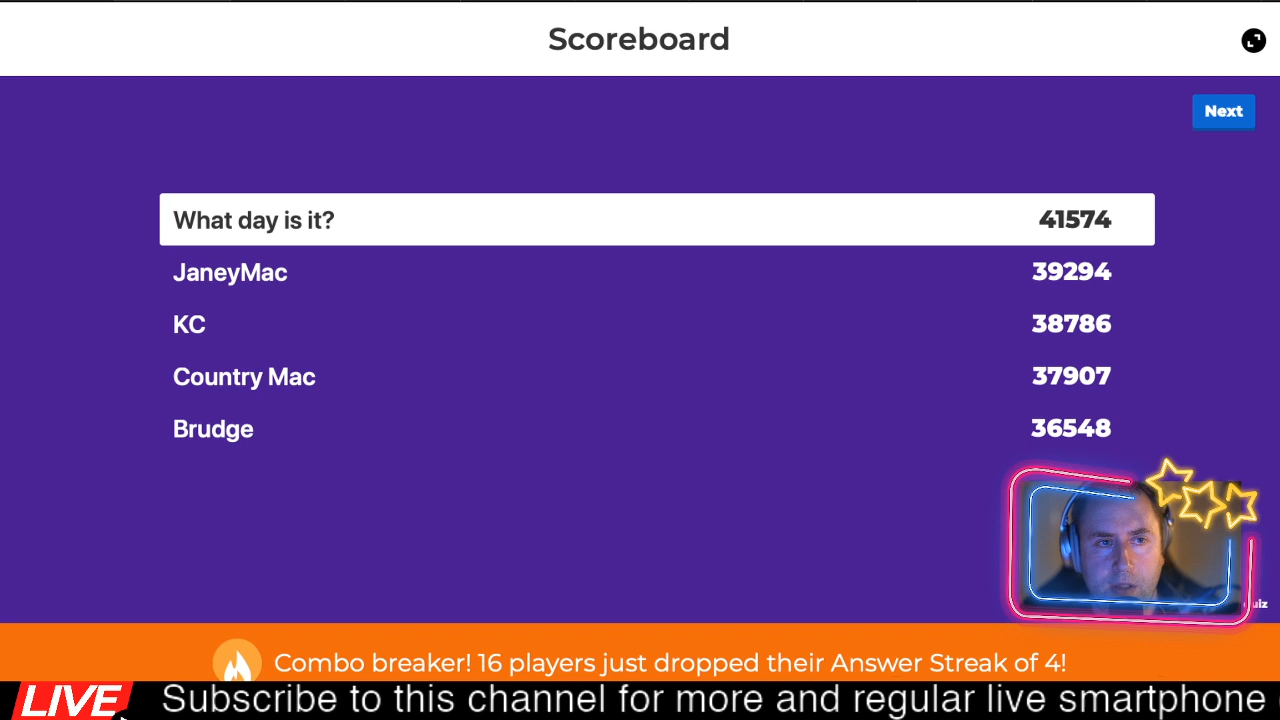 Scoreboard
Next
What day is it? 41574
JaneyMac 39294
KC 38786
Country Mac 37907
Brudge 36548
Combo breaker! 16 players just dropped their Answer Streak of 4!
LIVE Subscribe to this channel for more and regular live smartphone